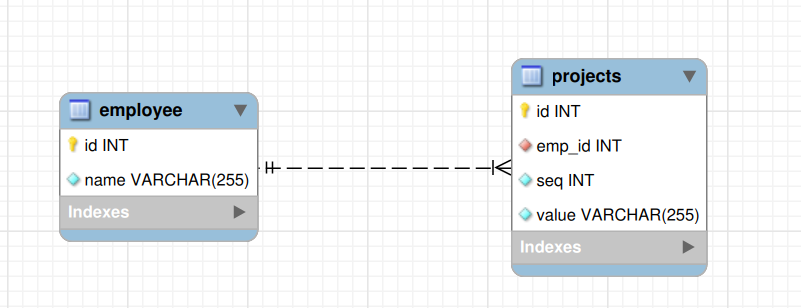 employee
id INT
name VARCHAR(255)
Indexes
projects
id INT
emp_id INT
seq INT
value VARCHAR(255)
Indexes